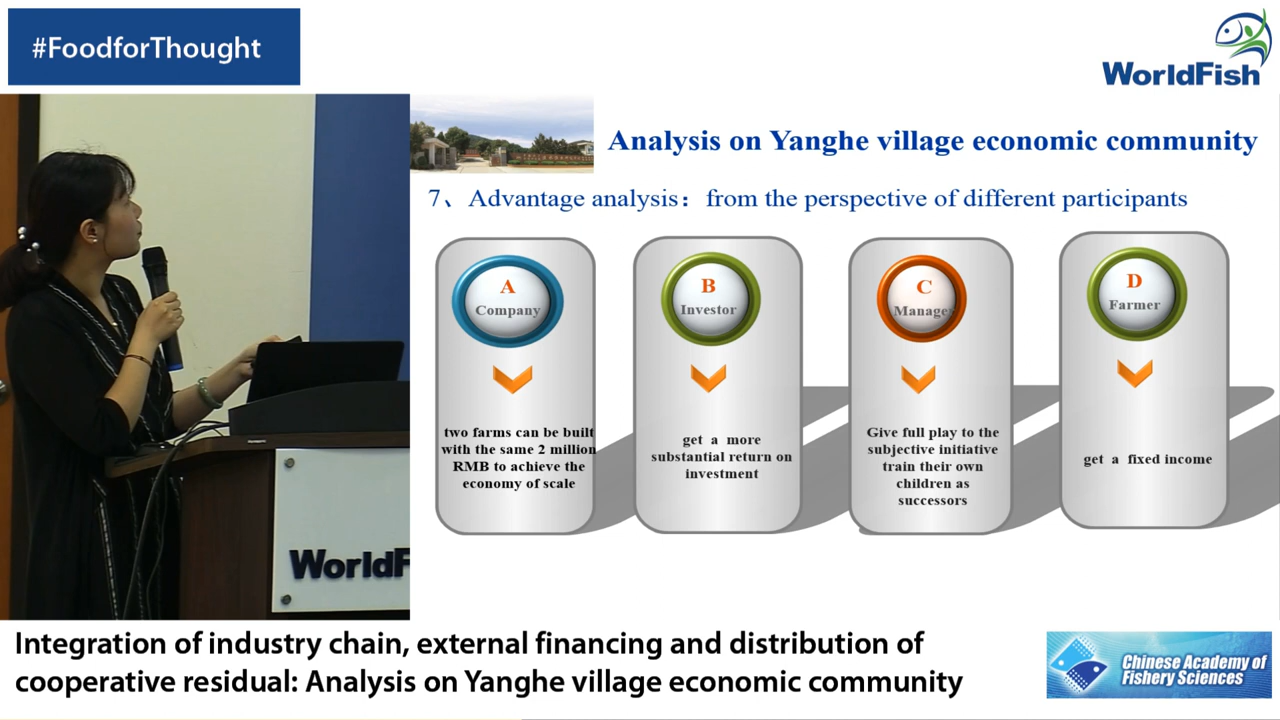 #FoodforThought
WorldFish
Analysis on Yanghe village economic community
7、Advantage analysis：from the perspective of different participants
A
Company
two farms can be built
with the same 2 million
RMB to achieve the
economy of scale
B
Investor
get a more
substantial return on
investment
C
Manage
Give full play to the
subjective initiative
train their own
children as
successors
D
Farmer
get a fixed income
WorldF
Integration of industry chain, external financing and distribution of
cooperative residual: Analysis on Yanghe village economic community
Chinese Academy of
Fishery Sciences